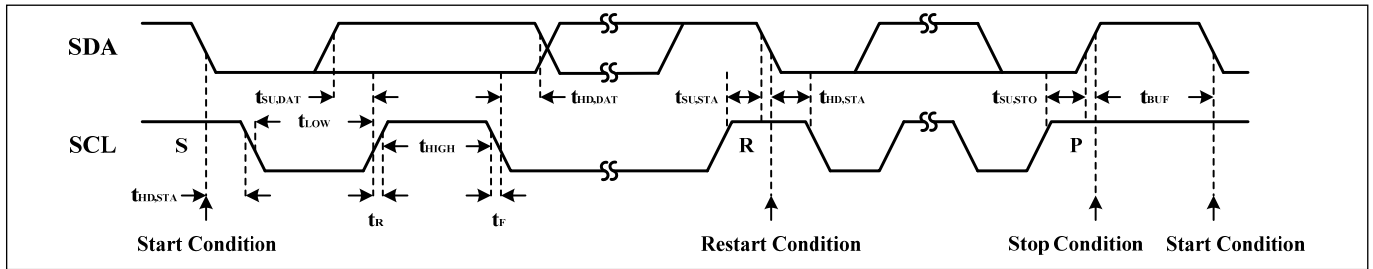 SDA
tSU,DAT
tHD,DAT
tSU,STA
tHD,STA
tSU,STO
tBUF
tLOW
SCL
S
tHIGH
R
P
tHD,STA
tR
tF
Start Condition
Restart Condition
Stop Condition
Start Condition